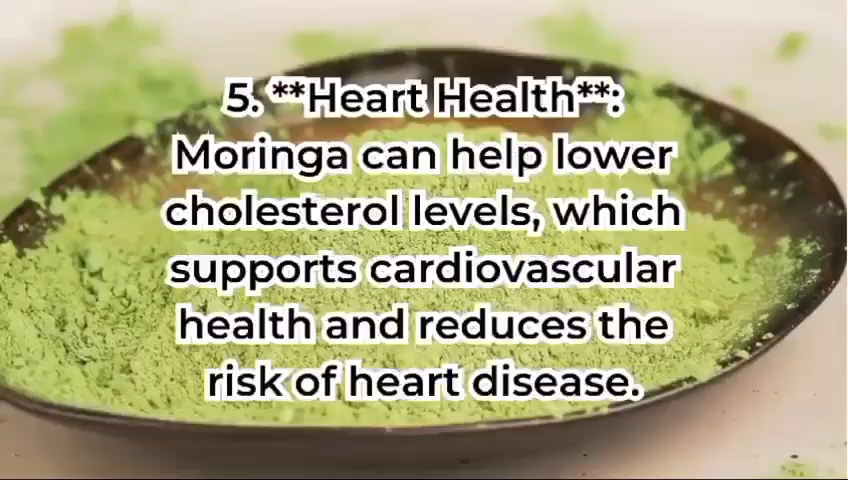 5. **Heart Health**:
Moringa can help lower
cholesterol levels, which
supports cardiovascular
health and reduces the
risk of heart disease.